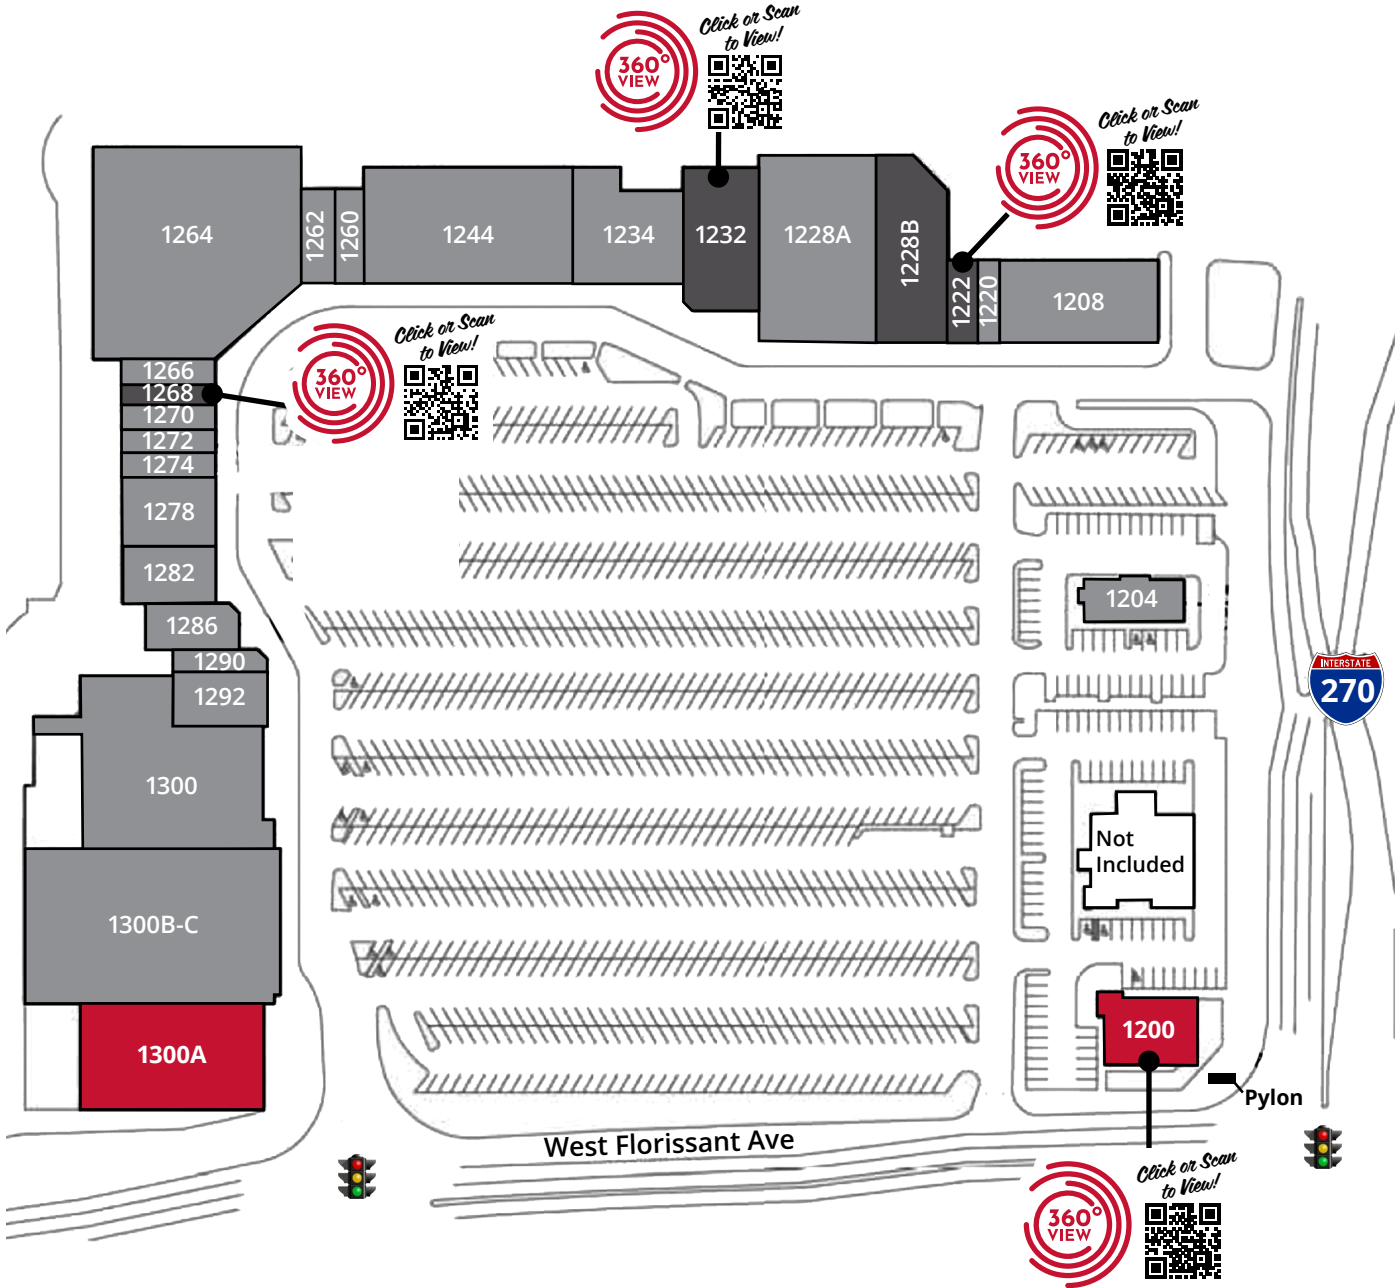 Click or Scan
to View!
360°
VIEW
Click or Scan
to View!
360°
VIEW
1264
1262
1260
1244
1234
1232
1228A
1228B
1222
1220
1208
Click or Scan
to View!
360°
VIEW
1266
1268
1270
1272
1274
1278
1282
1286
1290
1292
1300
1300B-C
1300A
1204
INTERSTATE
270
Not
Included
1200
Pylon
West Florissant Ave
Click or Scan
to View!
360°
VIEW